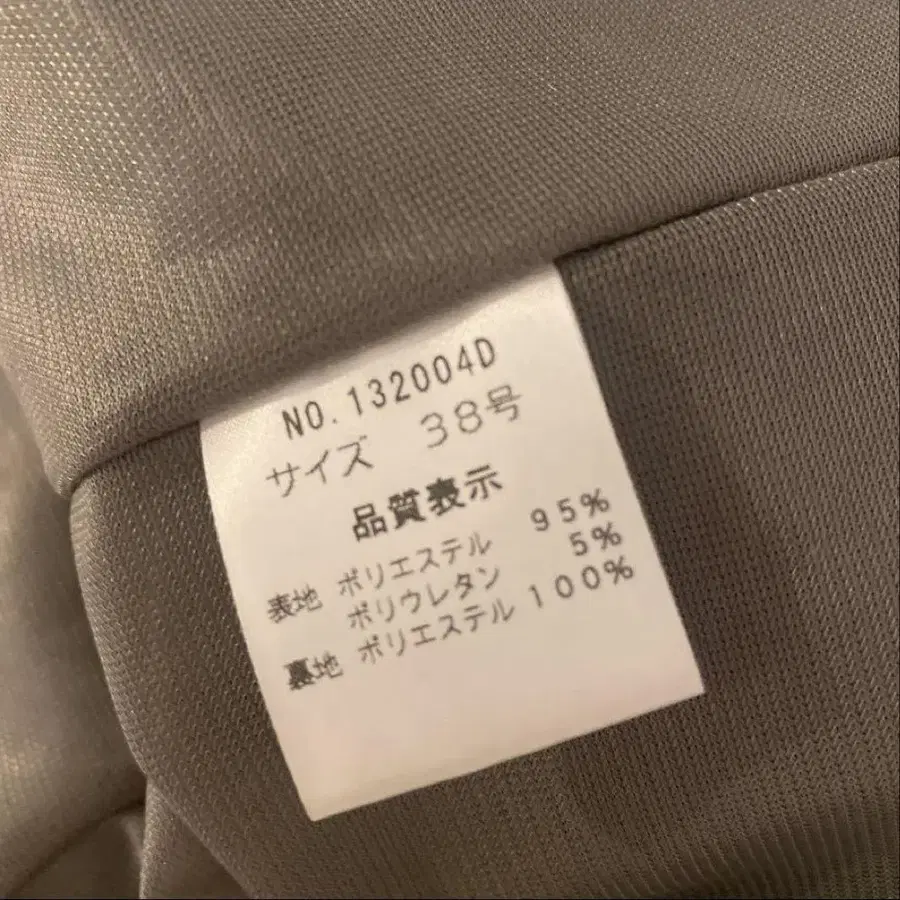 NO.132004D
サイズ 38号
品質表示
表地 ポリエステル 95%
ポリウレタン 5%
裏地 ポリエステル 100%